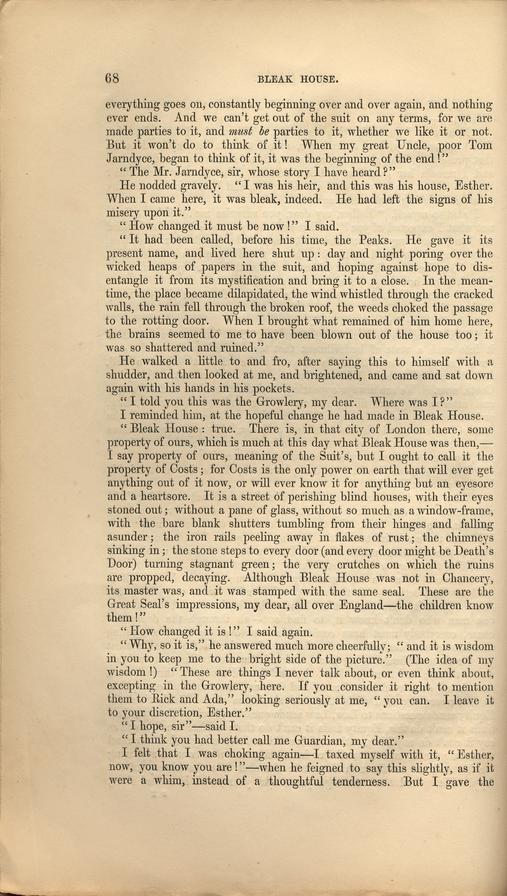 68 BLEAK HOUSE.
everything goes on, constantly beginning over and over again, and nothing
ever ends. And we can't get out of the suit on any terms, for we are
made parties to it, and must be parties to it, whether we like it or not.
But it won't do to think of it! When my great Uncle, poor Tom
Jarndyce, began to think of it, it was the beginning of the end!"
"The Mr. Jarndyce, sir, whose story I have heard?"
He nodded gravely. "I was his heir, and this was his house, Esther.
When I came here, it was bleak, indeed. He had left the signs of his
misery upon it."
"How changed it must be now!" I said.
"It had been called, before his time, the Peaks. He gave it its
present name, and lived here shut up: day and night poring over the
wicked heaps of papers in the suit, and hoping against hope to dis-
entangle it from its mystification and bring it to a close. In the mean-
time, the place became dilapidated, the wind whistled through the cracked
walls, the rain fell through the broken roof, the weeds choked the passage
to the rotting door. When I brought what remained of him home here,
the brains seemed to me to have been blown out of the house too; it
was so shattered and ruined."
He walked a little to and fro, after saying this to himself with a
shudder, and then looked at me, and brightened, and came and sat down
again with his hands in his pockets.
"I told you this was the Growlery, my dear. Where was I?"
I reminded him, at the hopeful change he had made in Bleak House.
"Bleak House: true. There is, in that city of London there, some
property of ours, which is much at this day what Bleak House was then,—
I say property of ours, meaning of the Suit's, but I ought to call it the
property of Costs; for Costs is the only power on earth that will ever get
anything out of it now, or will ever know it for anything but an eyesore
and a heartsore. It is a street of perishing blind houses, with their eyes
stoned out; without a pane of glass, without so much as a window-frame,
with the bare blank shutters tumbling from their hinges and falling
asunder; the iron rails peeling away in flakes of rust; the chimneys
sinking in; the stone steps to every door (and every door might be Death's
Door) turning stagnant green; the very crutches on which the ruins
are propped, decaying. Although Bleak House was not in Chancery,
its master was, and it was stamped with the same seal. These are the
Great Seal's impressions, my dear, all over England—the children know
them!"
"How changed it is!" I said again.
"Why, so it is," he answered much more cheerfully; "and it is wisdom
in you to keep me to the bright side of the picture." (The idea of my
wisdom!) "These are things I never talk about, or even think about,
excepting in the Growlery, here. If you consider it right to mention
them to Rick and Ada," looking seriously at me, "you can. I leave it
to your discretion, Esther."
"I hope, sir"—said I.
"I think you had better call me Guardian, my dear."
I felt that I was choking again—I taxed myself with it, "Esther,
now, you know you are!"—when he feigned to say this slightly, as if it
were a whim, instead of a thoughtful tenderness. But I gave the